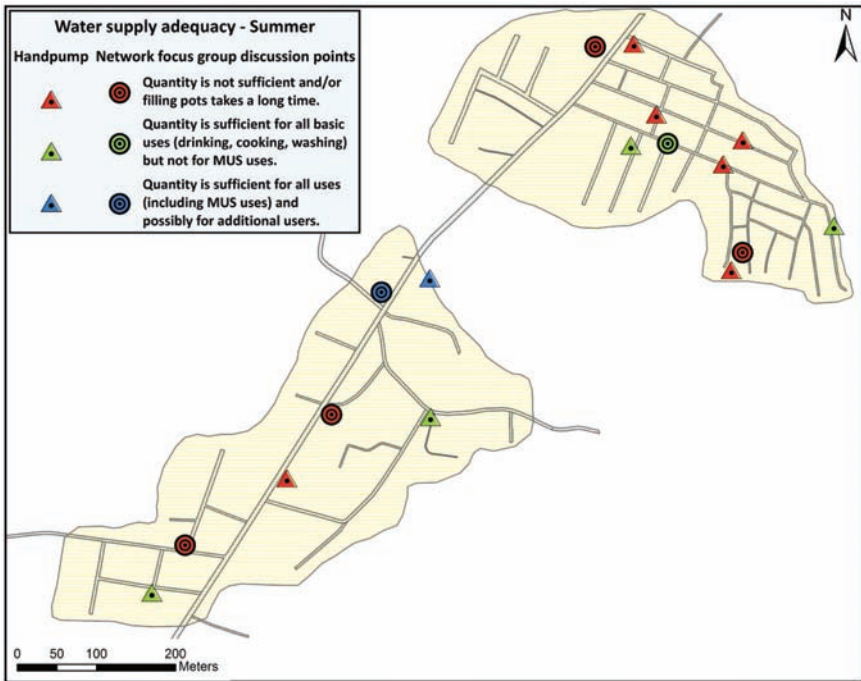 Water supply adequacy - Summer
Handpump Network focus group discussion points
Quantity is not sufficient and/or
filling pots takes a long time.
Quantity is sufficient for all basic
uses (drinking, cooking, washing)
but not for MUS uses.
Quantity is sufficient for all uses
(including MUS uses) and
possibly for additional users.
N
0 50 100 200
Meters